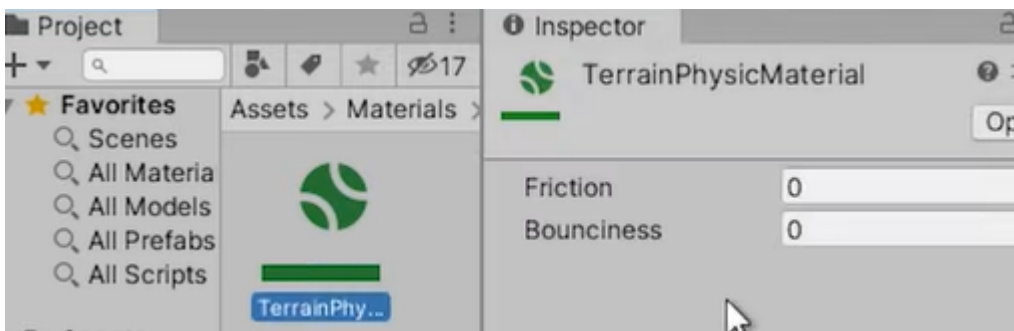 Project
17
Favorites
Scenes
All Materia
All Models
All Prefabs
All Scripts
Assets > Materials >
TerrainPhy...
Inspector
TerrainPhysicMaterial
Op
Friction 0
Bounciness 0